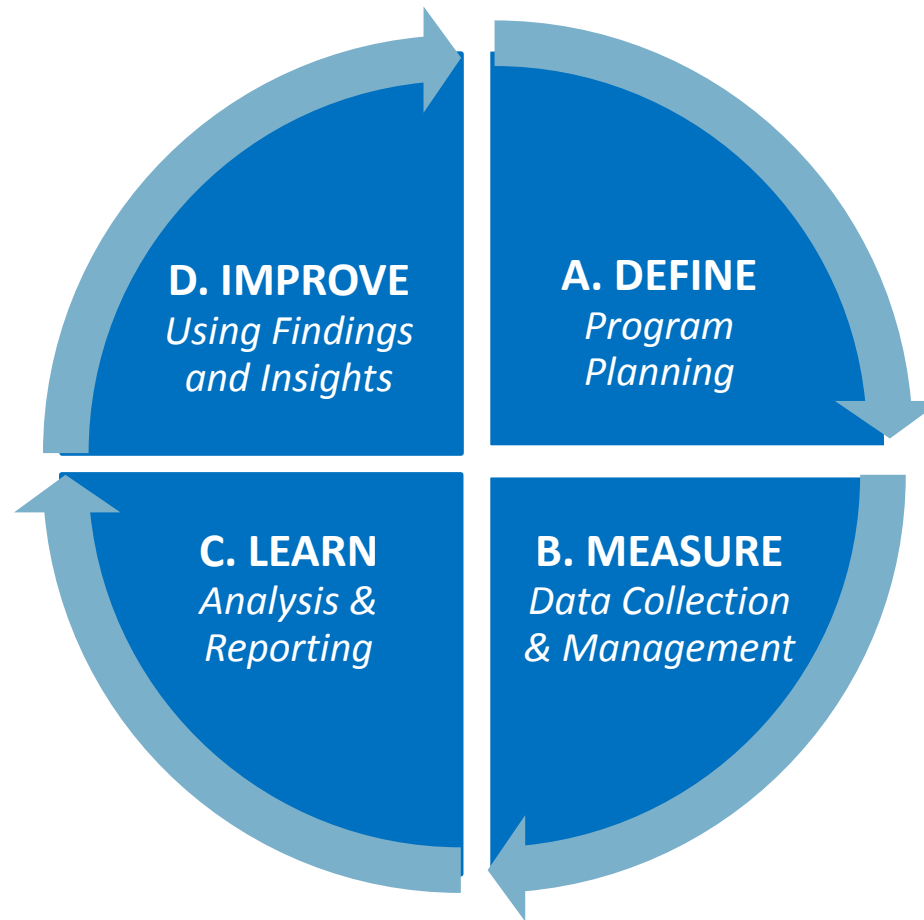 A. DEFINE
Program
Planning
B. MEASURE
Data Collection
& Management
C. LEARN
Analysis &
Reporting
D. IMPROVE
Using Findings
and Insights